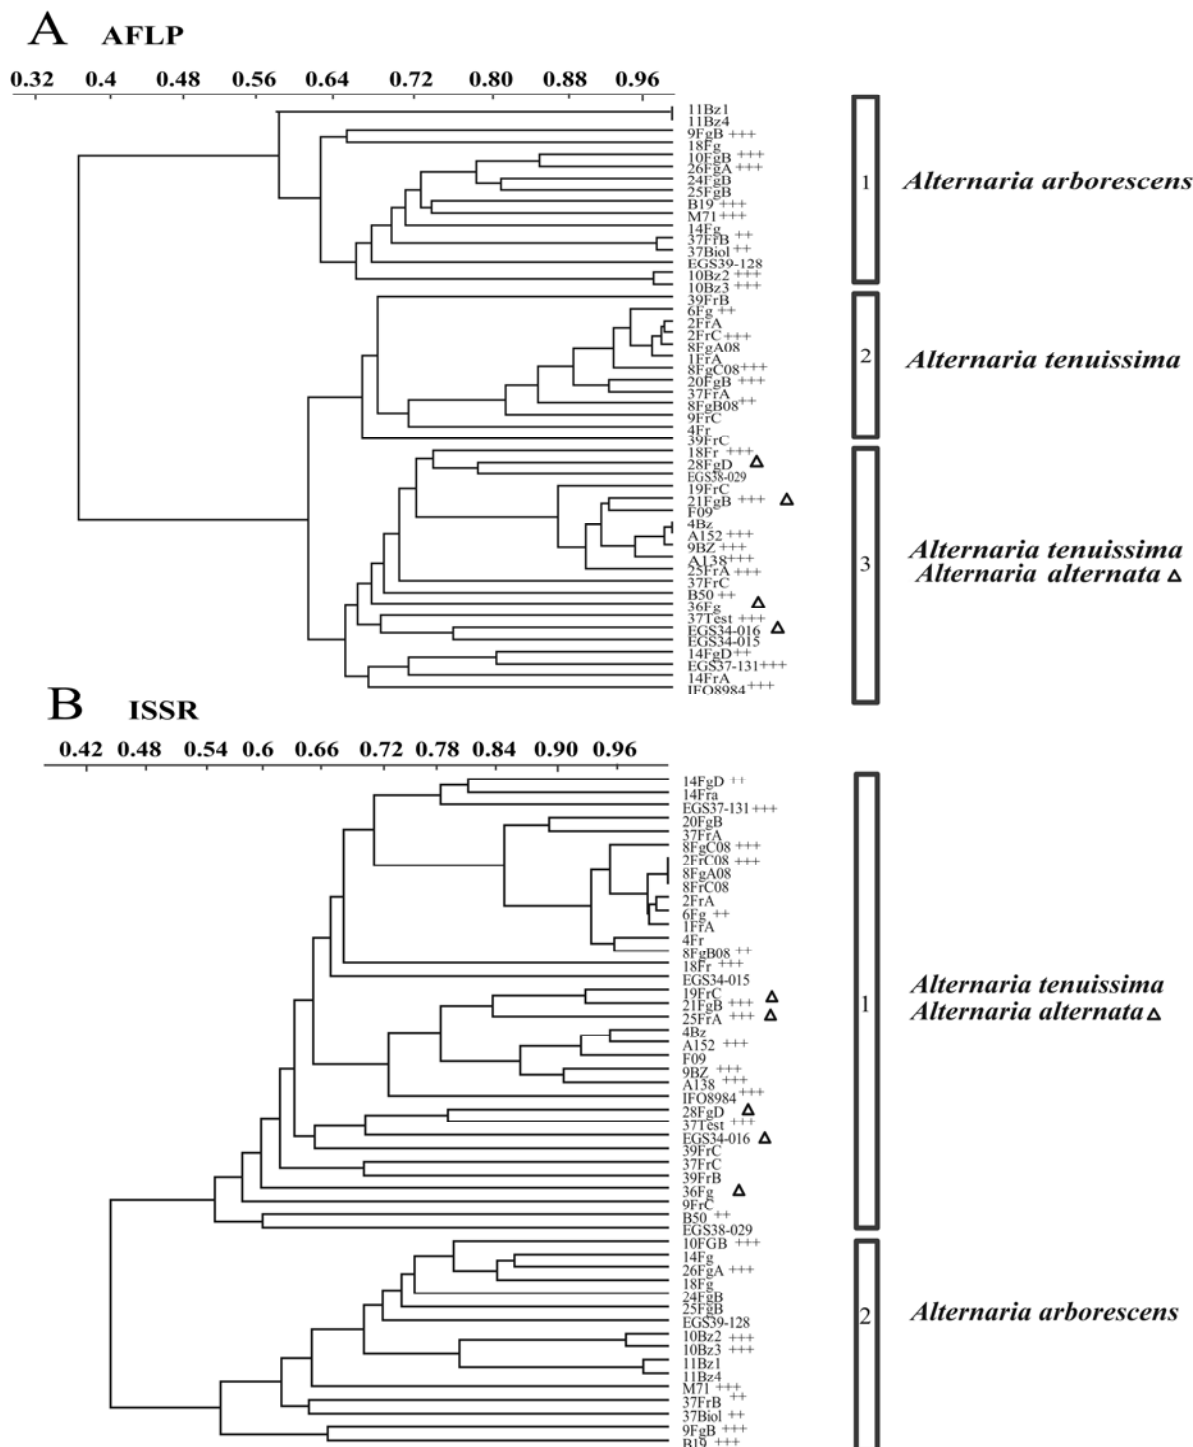 A AFLP
0.32 0.4 0.48 0.56 0.64 0.72 0.80 0.88 0.96
11Bz1
11Bz4
9FgB +++
18Fg
10FgB +++
26FgA +++
24FgB
25FgB
B19 +++
M71 +++
14Fg
37FrB ++
37Biol ++
EGS39-128
10Bz2 +++
10Bz3 +++
1
Alternaria arborescens
39FrB
6Fg ++
2FrA
2FrC +++
8FgA08
1FrA
8FgC08 +++
20FgB +++
37FrA
8FgB08 ++
9FrC
4Fr
39FrC
2
Alternaria tenuissima
18Fr +++
28FgD Δ
EGS38-029
19FrC
21FgB +++ Δ
F09
4Bz
A152 +++
9BZ +++
A138 +++
25FrA +++
37FrC
B50 ++
36Fg Δ
37Test +++
EGS34-016 Δ
EGS34-015
14FgD ++
EGS37-131 +++
14FrA
IFO8984 +++
3
Alternaria tenuissima
Alternaria alternata Δ
B ISSR
0.42 0.48 0.54 0.6 0.66 0.72 0.78 0.84 0.90 0.96
14FgD ++
14Fra
EGS37-131 +++
20FgB
37FrA
8FgC08 +++
2FrC08 +++
8FgA08
8FrC08
2FrA
6Fg ++
1FrA
4Fr
8FgB08 ++
18Fr +++
EGS34-015
19FrC Δ
21FgB +++
25FrA +++ Δ
4Bz
A152 +++
F09
9BZ +++
A138 +++
IFO8984 +++
28FgD Δ
37Test +++
EGS34-016 Δ
39FrC
37FrC
39FrB
36Fg Δ
9FrC
B50 ++
EGS38-029
1
Alternaria tenuissima
Alternaria alternata Δ
10FGB +++
14Fg
26FgA +++
18Fg
24FgB
25FgB
EGS39-128
10Bz2 +++
10Bz3 +++
11Bz1
11Bz4
M71 +++
37FrB ++
37Biol ++
9FgB +++
B19 +++
2
Alternaria arborescens